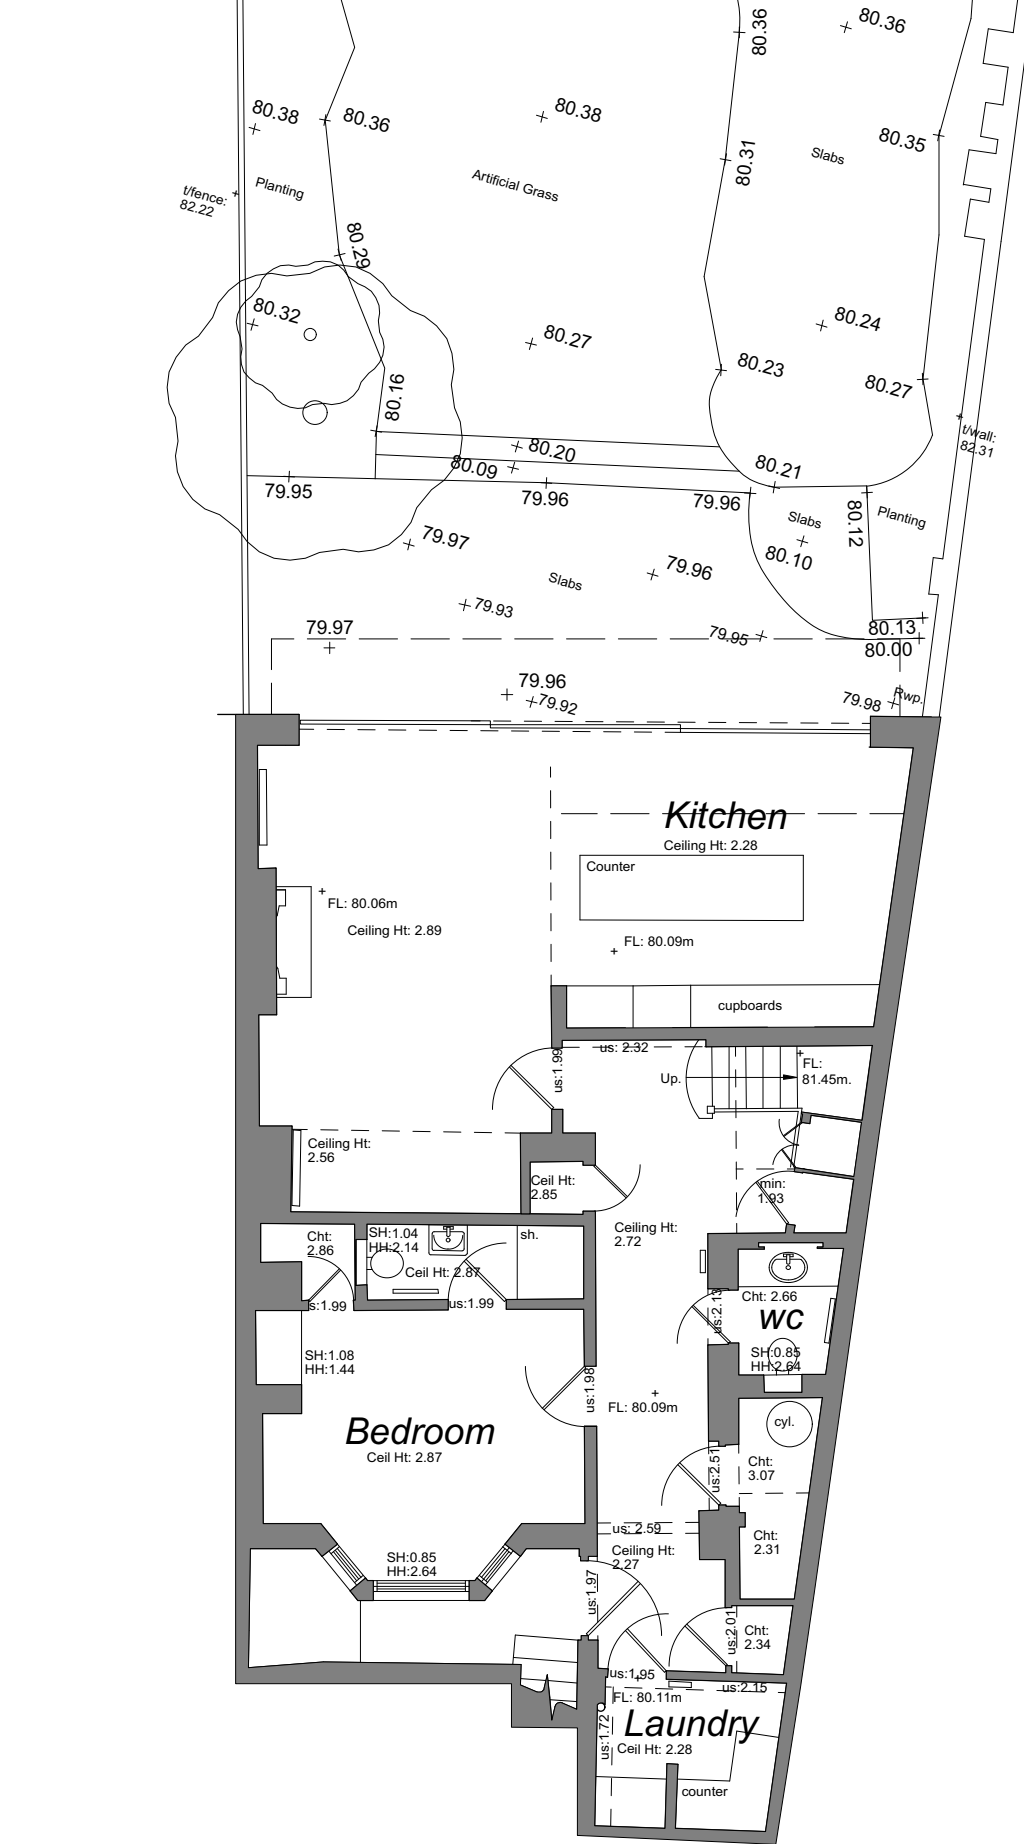 80.36
80.36
80.38
80.36
80.38
80.31
Slabs
80.35
t/fence:
82.22
Planting
Artificial Grass
80.29
80.32
80.27
80.24
80.23
80.27
80.16
t/wall:
82.31
80.20
80.09
80.21
79.95
79.96
79.96
80.12
Slabs
Planting
79.97
80.10
79.96
Slabs
79.93
79.97
79.95
80.13
80.00
79.96
79.92
79.98
Rwp.
Kitchen
Ceiling Ht: 2.28
Counter
FL: 80.06m
Ceiling Ht: 2.89
FL: 80.09m
cupboards
us: 2.32
us:1.99
Up.
FL:
81.45m.
Ceiling Ht:
2.56
Ceil Ht:
2.85
min:
1.93
Ceiling Ht:
2.72
Cht:
2.86
SH:1.04
HH:2.14
sh.
Ceil Ht: 2.87
s:1.99
us:1.99
us:2.13
Cht: 2.66
WC
SH:0.85
HH:2.64
SH:1.08
HH:1.44
us:1.98
FL: 80.09m
Bedroom
Ceil Ht: 2.87
cyl.
us:2.51
Cht:
3.07
us: 2.59
Cht:
2.31
Ceiling Ht:
2.27
SH:0.85
HH:2.64
us:1.97
us:2.01
Cht:
2.34
us:1.95
us:2.15
FL: 80.11m
Laundry
us:1.72
Ceil Ht: 2.28
counter